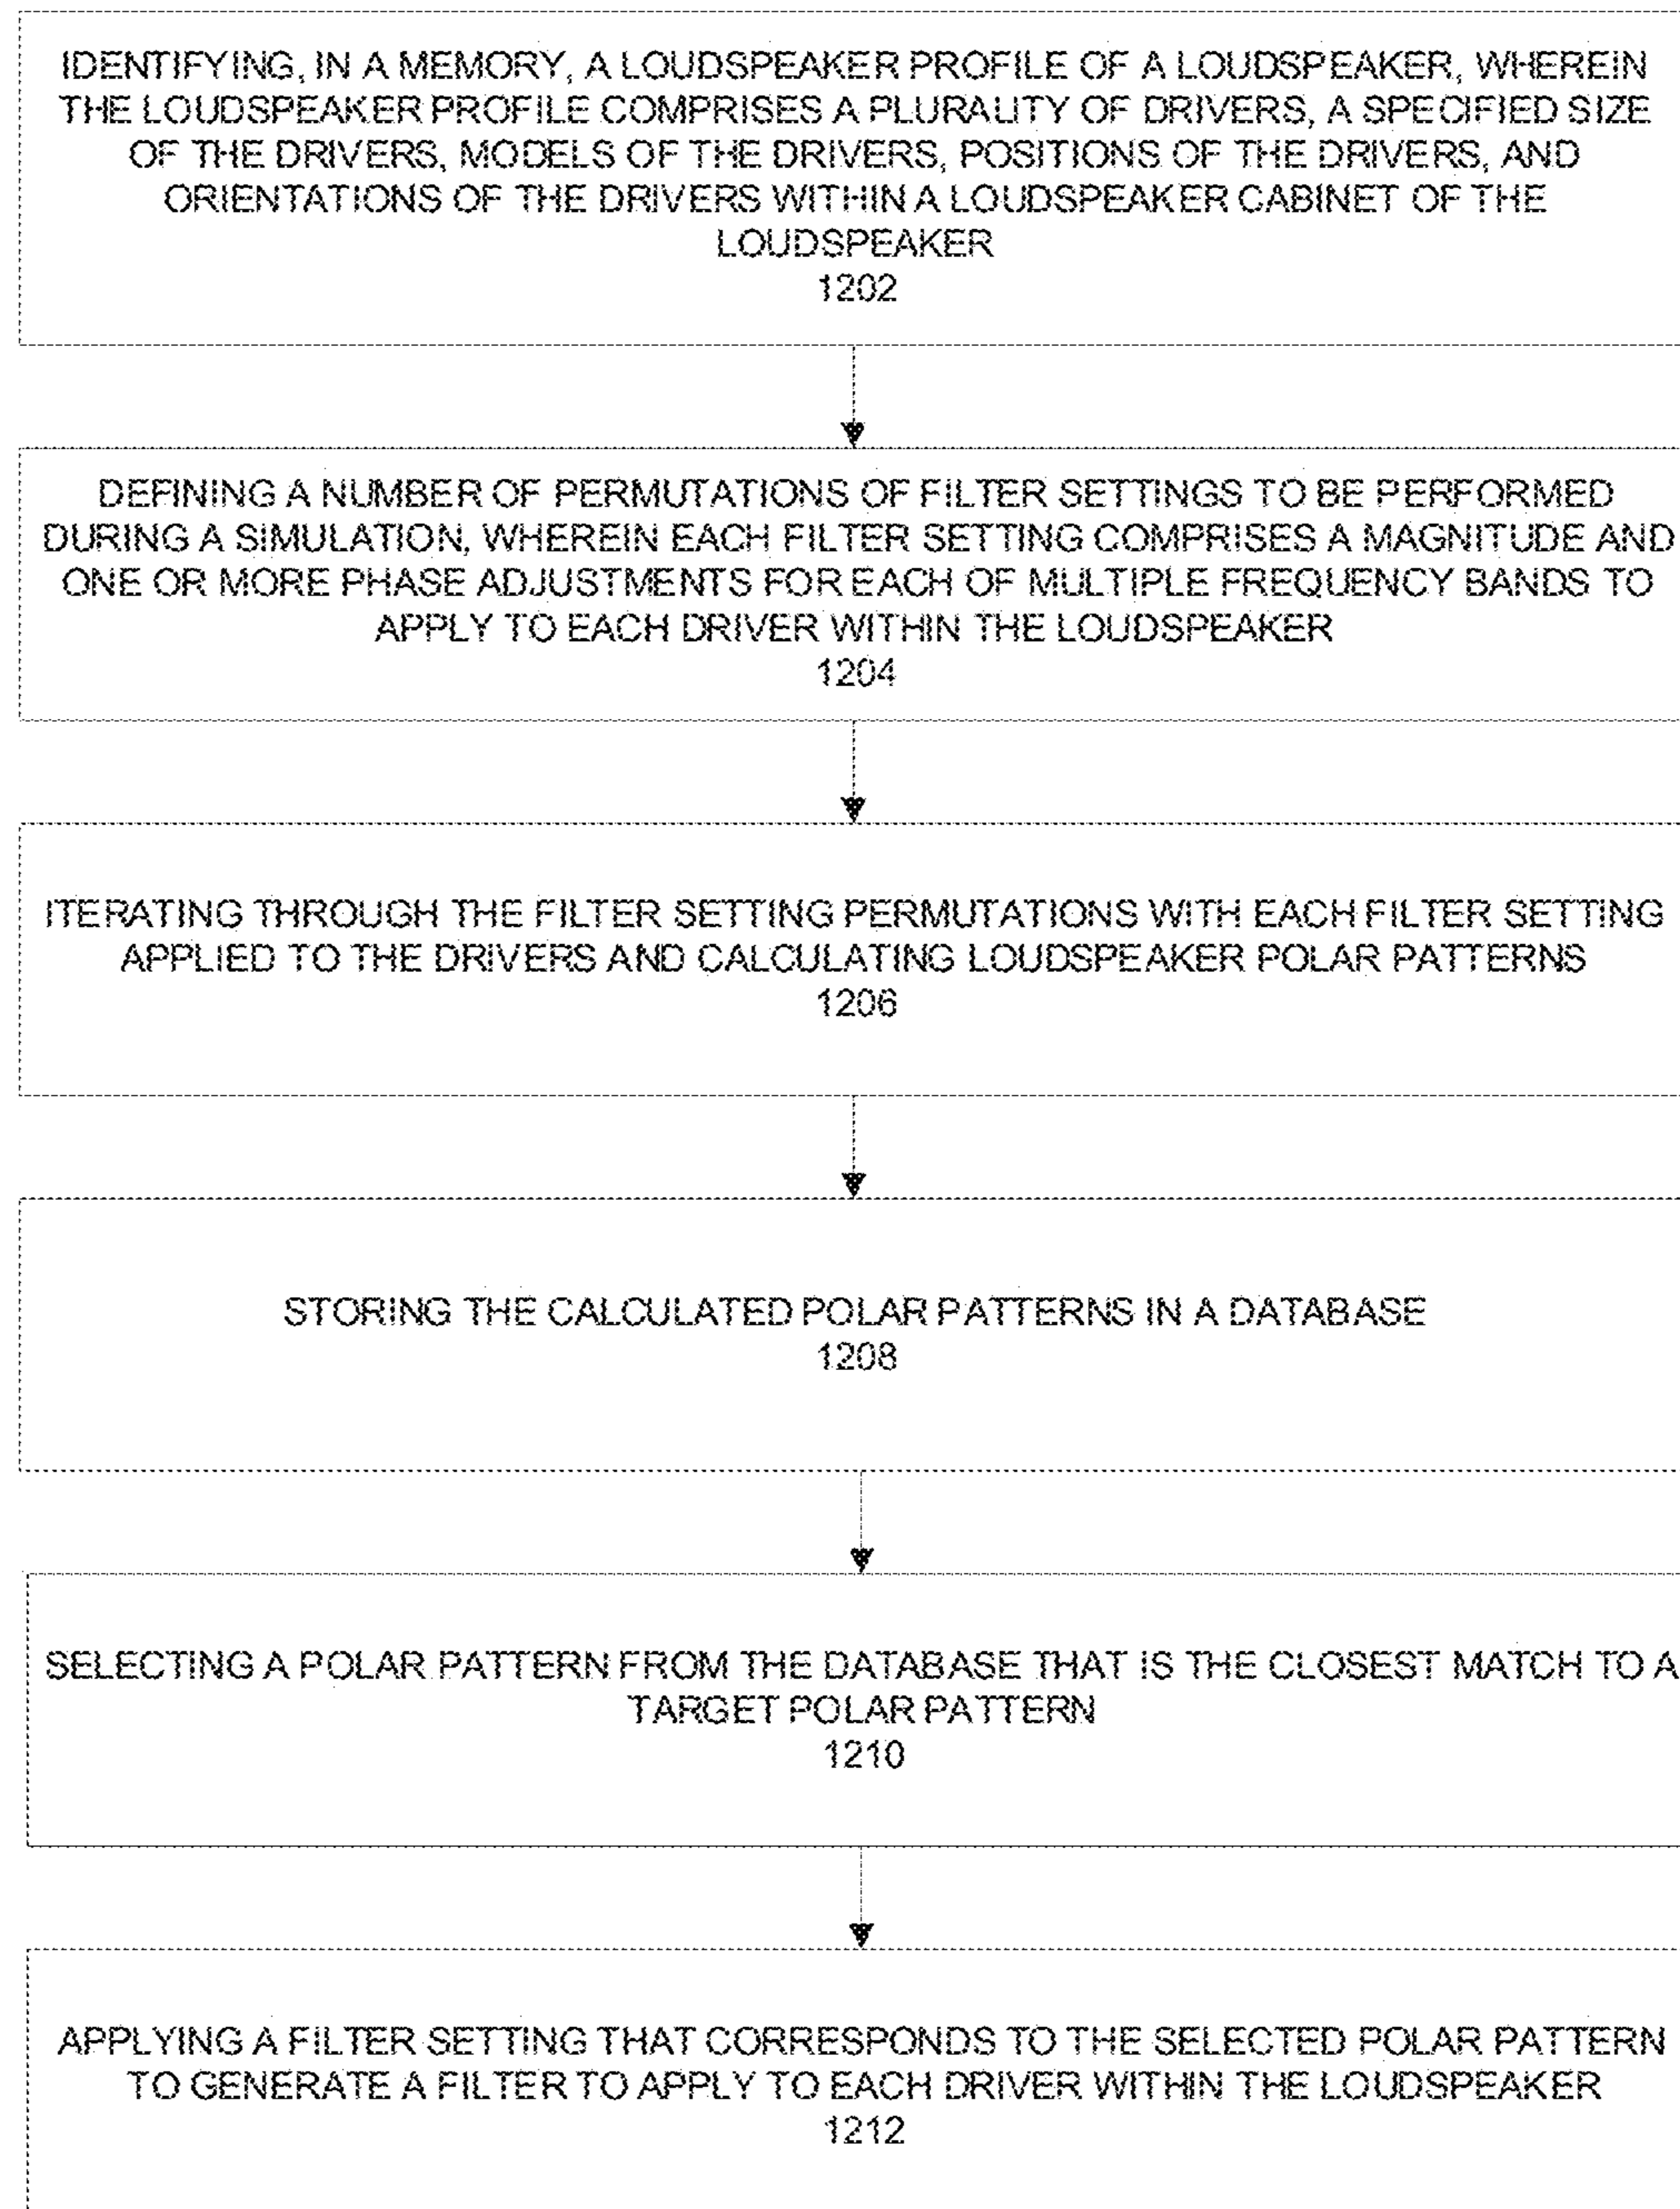 IDENTIFYING, IN A MEMORY, A LOUDSPEAKER PROFILE OF A LOUDSPEAKER, WHEREIN
THE LOUDSPEAKER PROFILE COMPRISES A PLURALITY OF DRIVERS, A SPECIFIED SIZE
OF THE DRIVERS, MODELS OF THE DRIVERS, POSITIONS OF THE DRIVERS, AND
ORIENTATIONS OF THE DRIVERS WITHIN A LOUDSPEAKER CABINET OF THE
LOUDSPEAKER
1202
DEFINING A NUMBER OF PERMUTATIONS OF FILTER SETTINGS TO BE PERFORMED
DURING A SIMULATION, WHEREIN EACH FILTER SETTING COMPRISES A MAGNITUDE AND
ONE OR MORE PHASE ADJUSTMENTS FOR EACH OF MULTIPLE FREQUENCY BANDS TO
APPLY TO EACH DRIVER WITHIN THE LOUDSPEAKER
1204
ITERATING THROUGH THE FILTER SETTING PERMUTATIONS WITH EACH FILTER SETTING
APPLIED TO THE DRIVERS AND CALCULATING LOUDSPEAKER POLAR PATTERNS
1206
STORING THE CALCULATED POLAR PATTERNS IN A DATABASE
1208
SELECTING A POLAR PATTERN FROM THE DATABASE THAT IS THE CLOSEST MATCH TO A
TARGET POLAR PATTERN
1210
APPLYING A FILTER SETTING THAT CORRESPONDS TO THE SELECTED POLAR PATTERN
TO GENERATE A FILTER TO APPLY TO EACH DRIVER WITHIN THE LOUDSPEAKER
1212